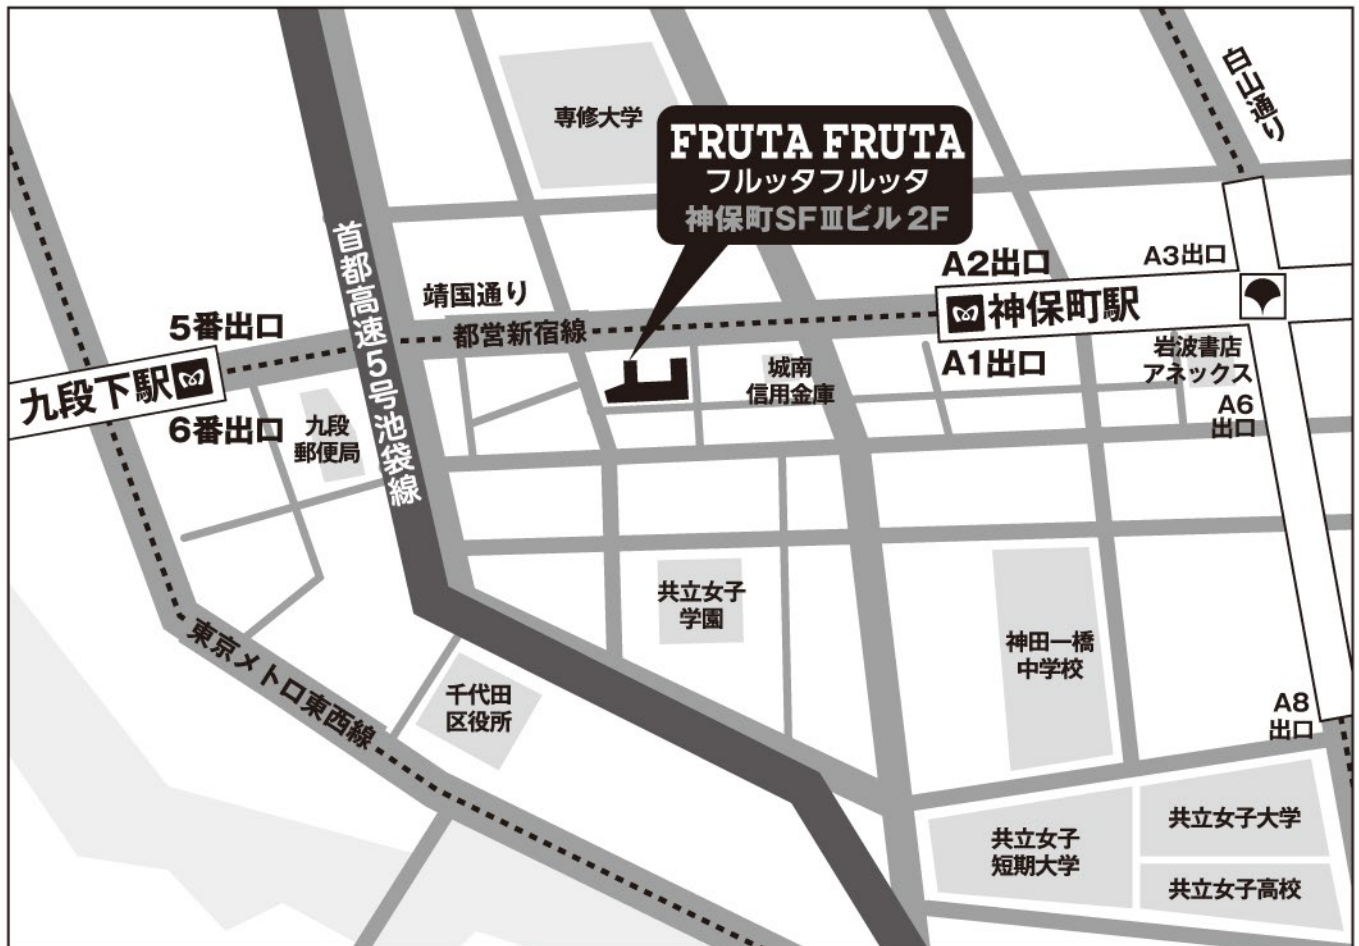 専修大学
FRUTA FRUTA
フルッタフルッタ
神保町SFⅢビル 2F
白山通り
首都高速5号池袋線
靖国通り
都営新宿線
A2出口
A3出口
神保町駅
A1出口
5番出口
九段下駅
6番出口
九段
郵便局
城南
信用金庫
岩波書店
アネックス
A6
出口
共立女子
学園
神田一橋
中学校
東京メトロ東西線
千代田
区役所
A8
出口
共立女子
短期大学
共立女子大学
共立女子高校